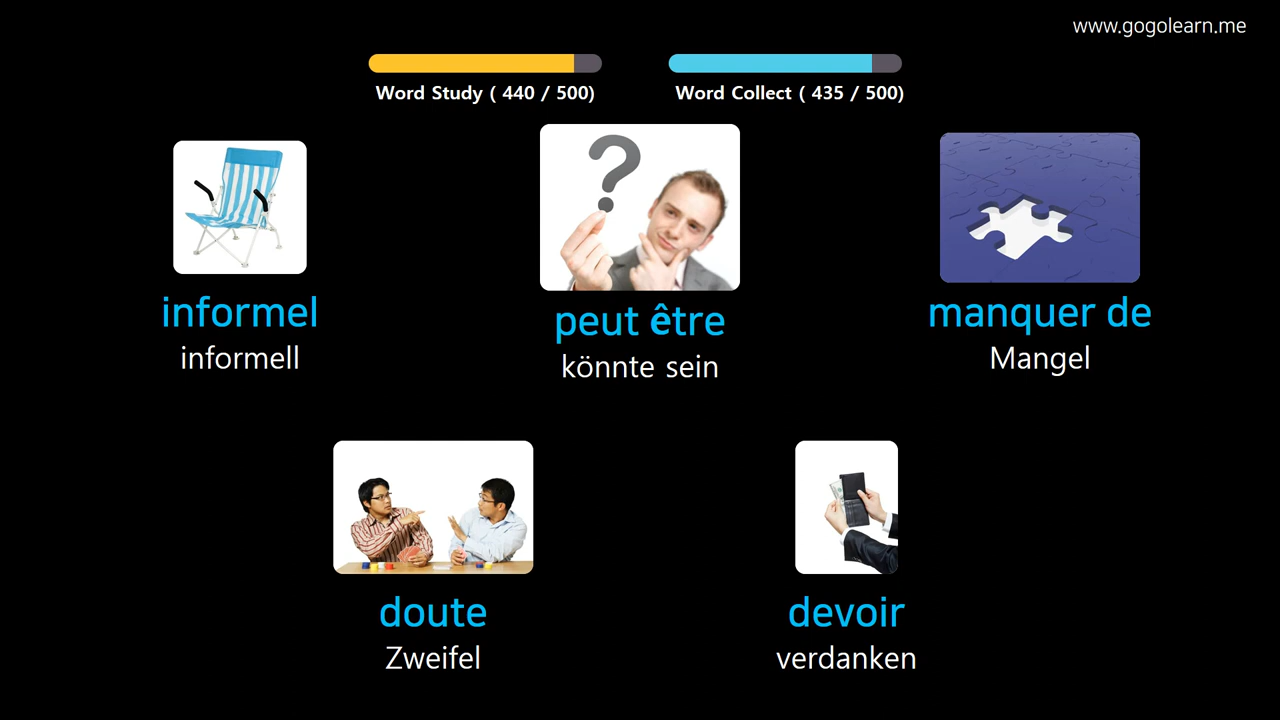 www.gogolearn.me
Word Study ( 440 / 500)
Word Collect ( 435 / 500)
informel
informell
peut être
könnte sein
manquer de
Mangel
doute
Zweifel
devoir
verdanken